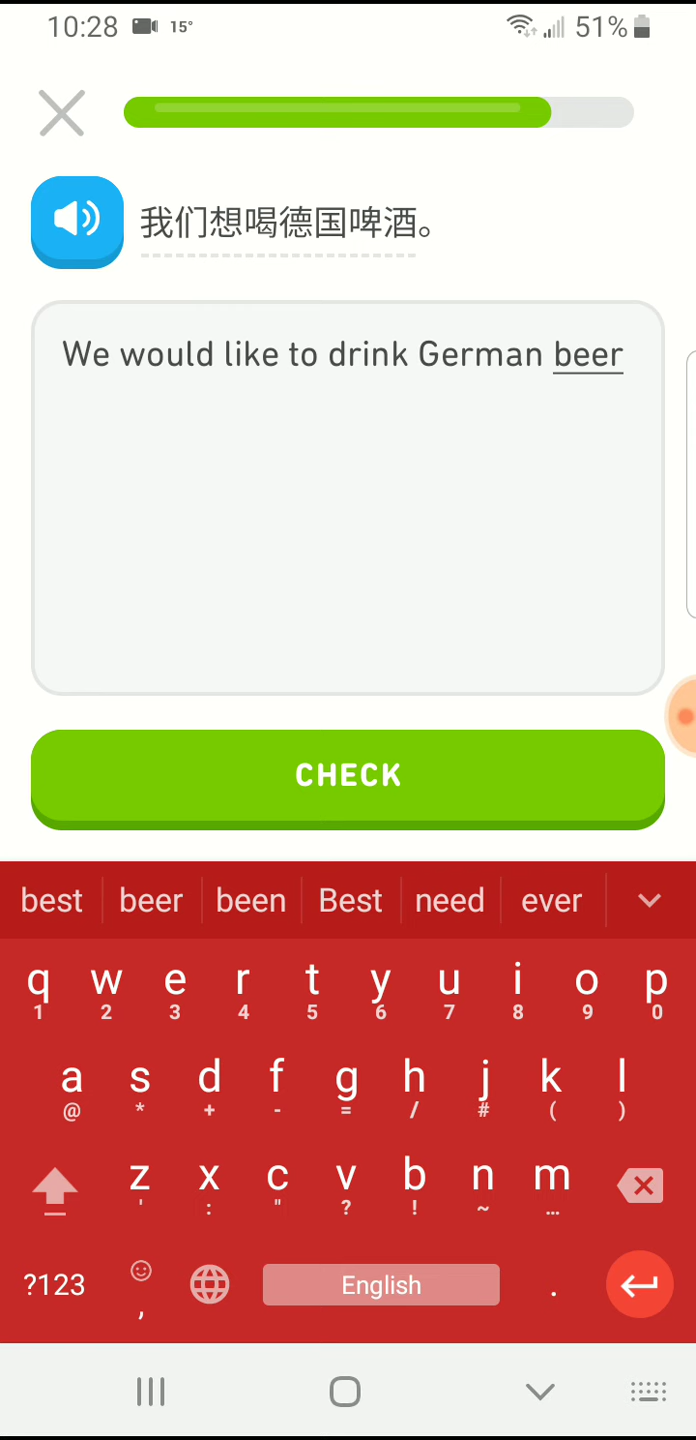 10:28 15° 51%
我们想喝德国啤酒。
We would like to drink German beer
CHECK
best beer been Best need ever
q w e r t y u i o p
1 2 3 4 5 6 7 8 9 0
a s d f g h j k l
@ * + - = / # ( )
z x c v b n m
' : " ? ! ~ …
?123 , English .